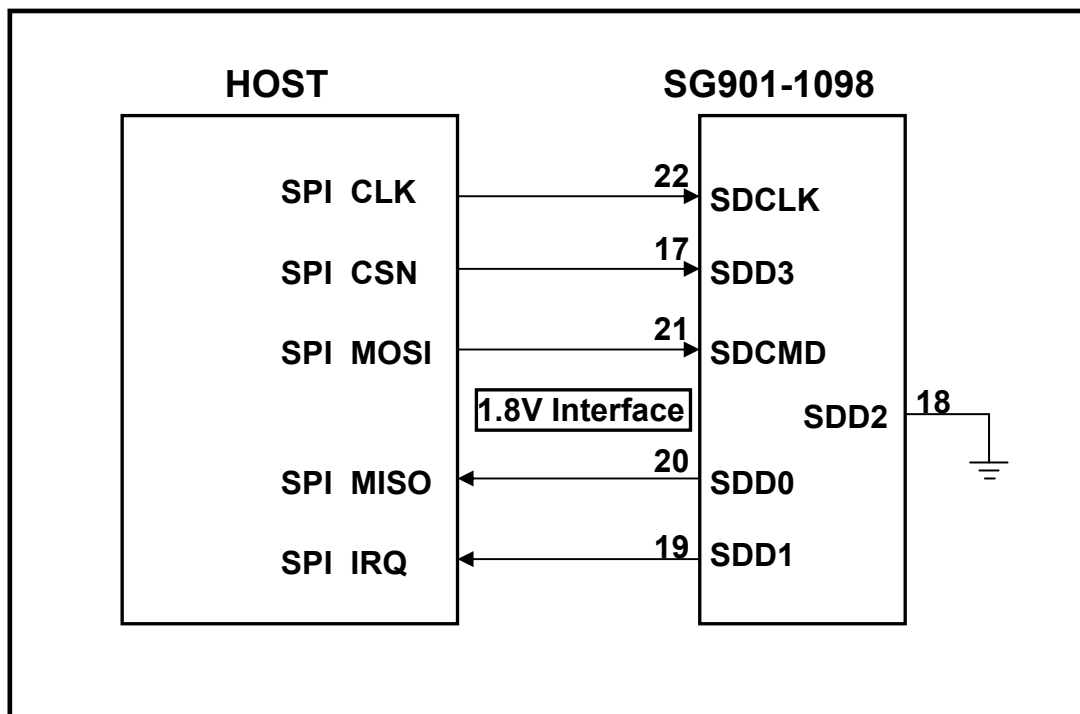 HOST
SG901-1098
SPI CLK
22
SDCLK
SPI CSN
17
SDD3
SPI MOSI
21
SDCMD
1.8V Interface
SDD2
18
SPI MISO
20
SDD0
SPI IRQ
19
SDD1